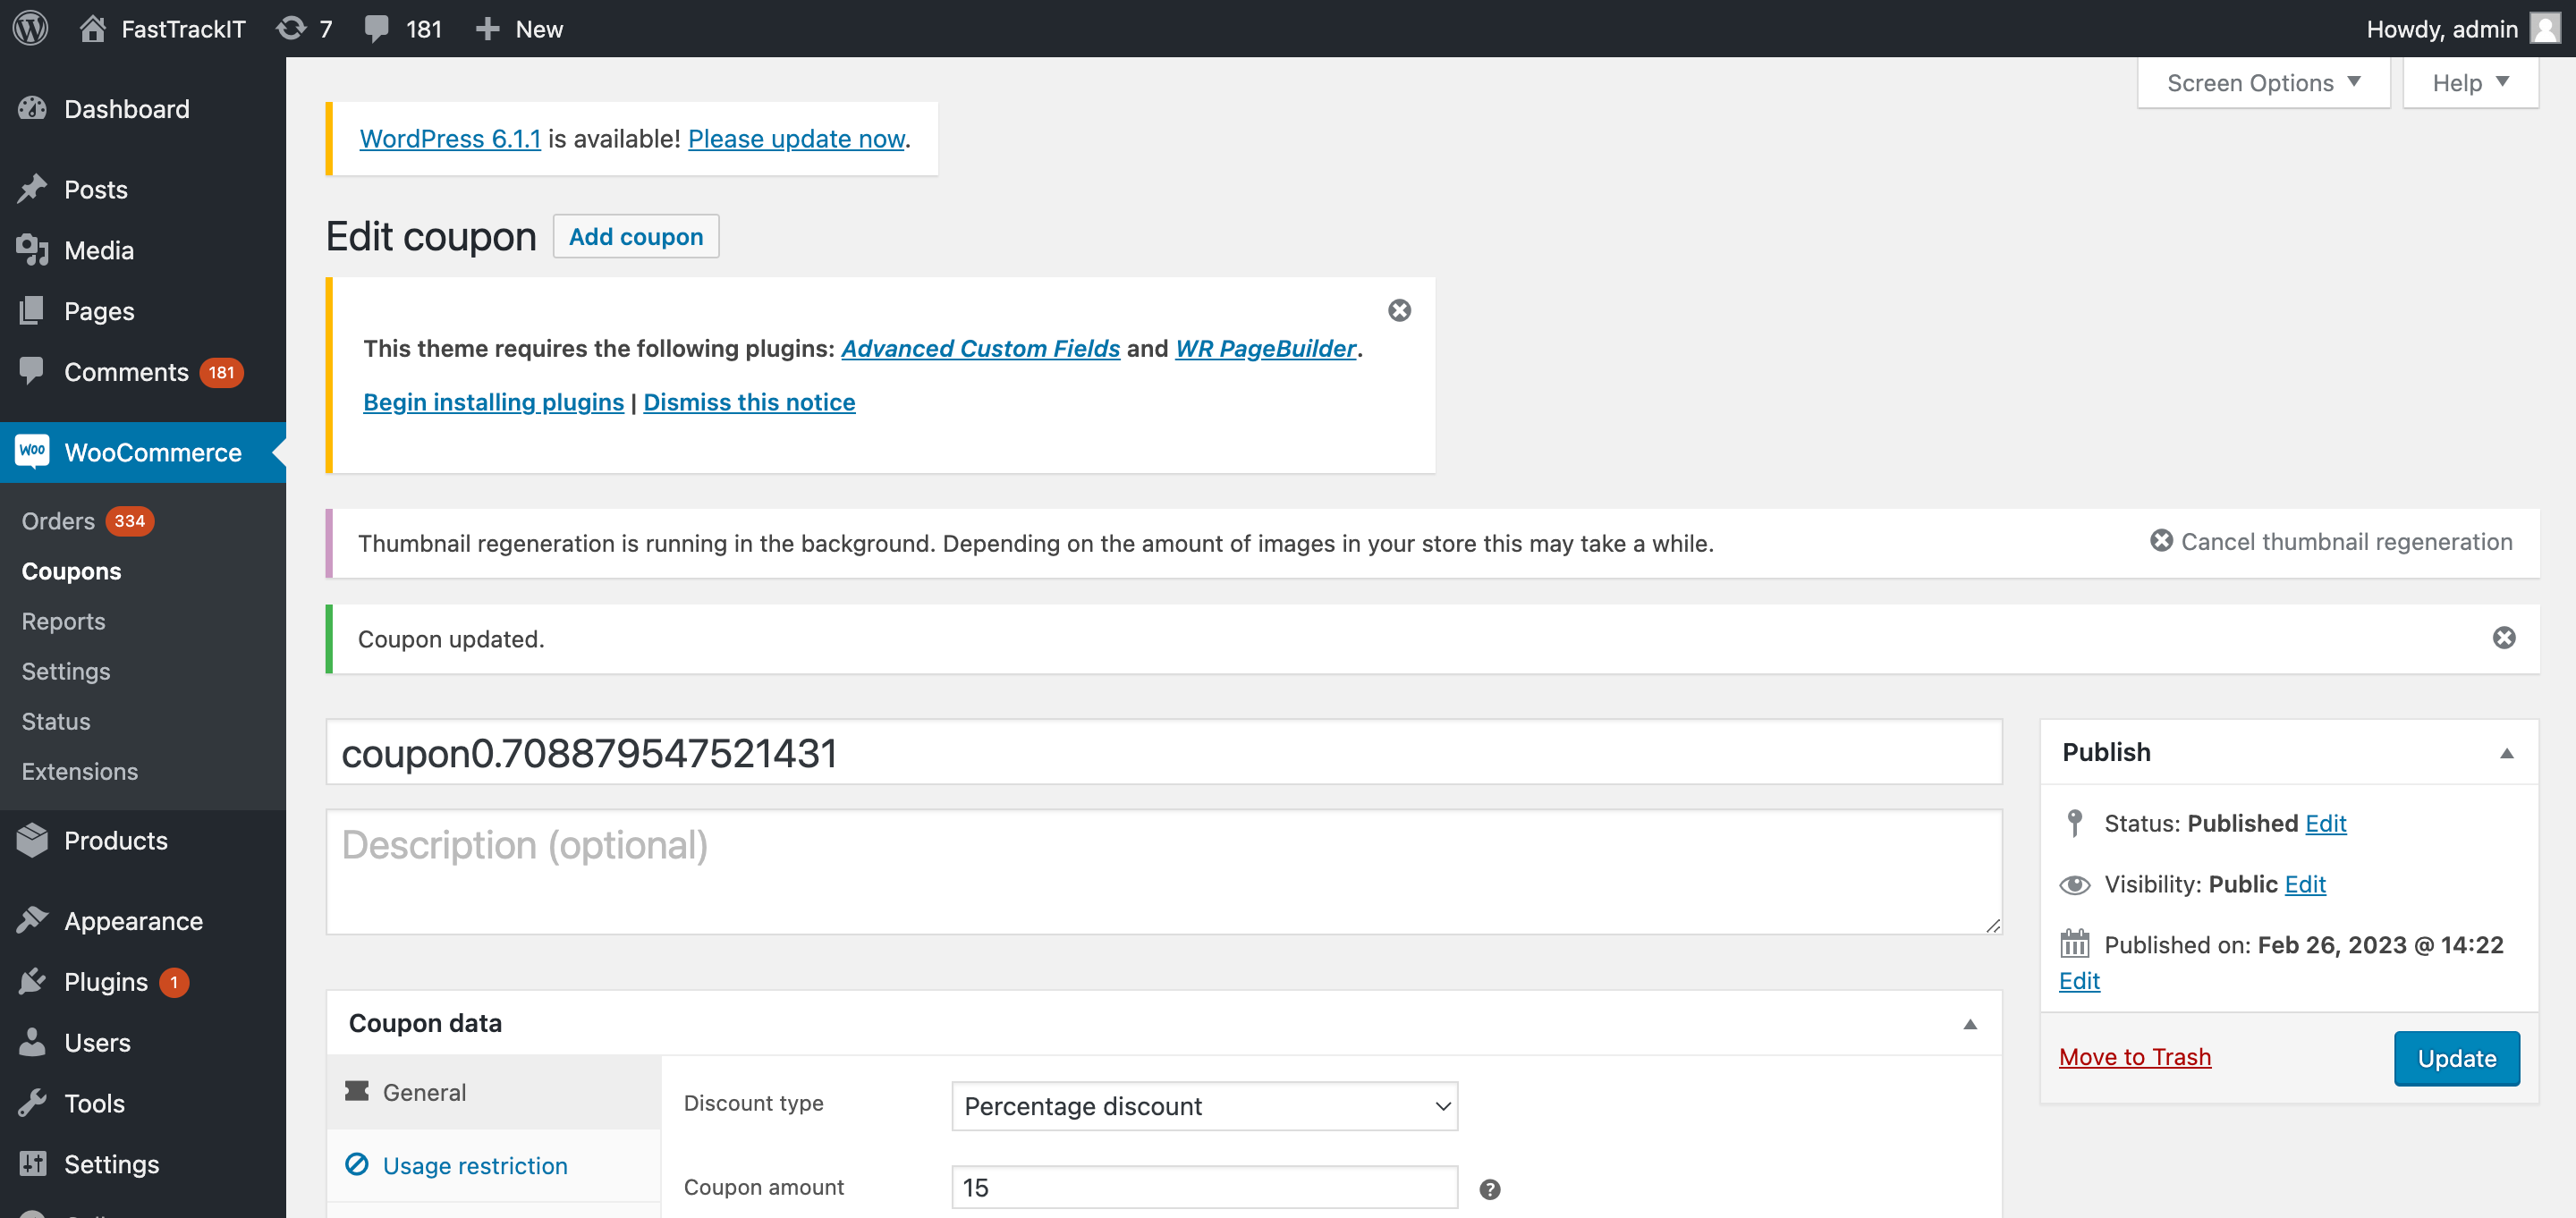 FastTrackIT 7 181 New Howdy, admin
Screen Options Help
Dashboard
Posts
Media
Pages
Comments 181
Woo WooCommerce
Orders 334
Coupons
Reports
Settings
Status
Extensions
Products
Appearance
Plugins 1
Users
Tools
Settings
WordPress 6.1.1 is available! Please update now.
Edit coupon Add coupon
This theme requires the following plugins: Advanced Custom Fields and WR PageBuilder.
Begin installing plugins | Dismiss this notice
Thumbnail regeneration is running in the background. Depending on the amount of images in your store this may take a while. Cancel thumbnail regeneration
Coupon updated.
coupon0.708879547521431
Description (optional)
Coupon data
General
Usage restriction
Discount type Percentage discount
Coupon amount 15 ?
Publish
Status: Published Edit
Visibility: Public Edit
Published on: Feb 26, 2023 @ 14:22
Edit
Move to Trash Update